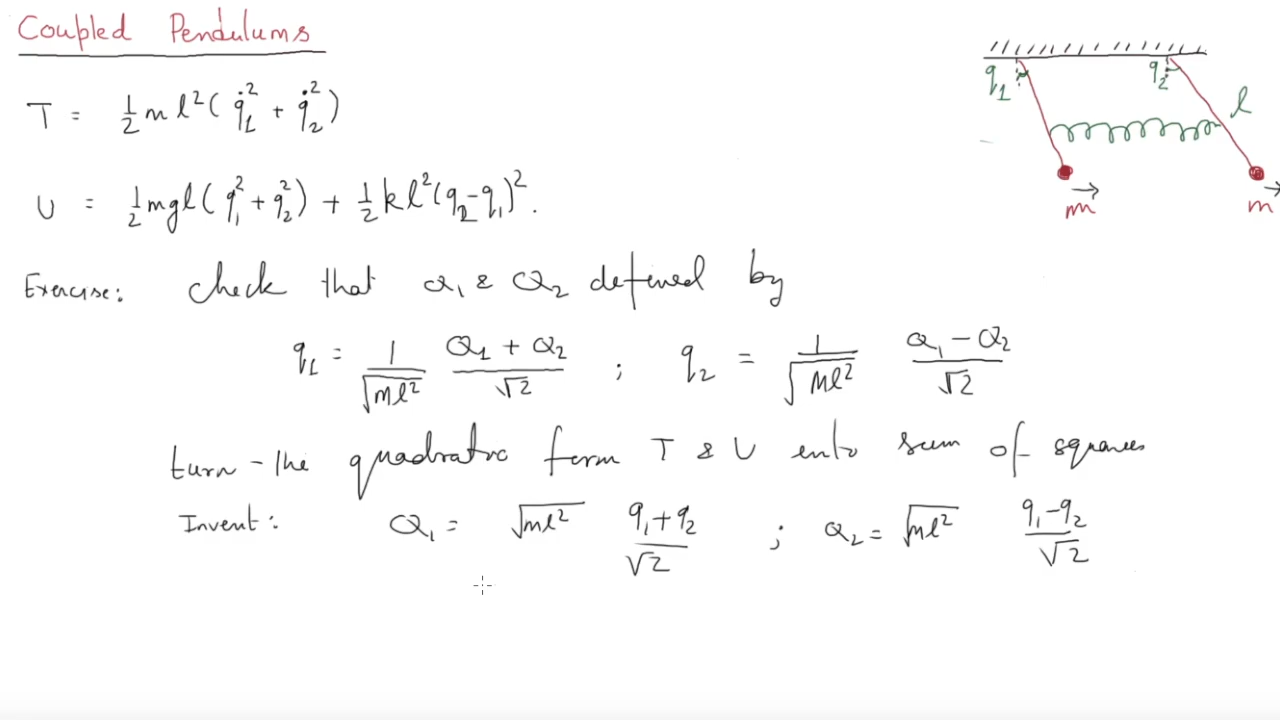 Coupled Pendulums
T = ½ m l² ( q̇₁² + q̇₂² )
U = ½ mgl ( q₁² + q₂² ) + ½ k l² (q₂ - q₁)².
Exercise: check that Q₁ & Q₂ defined by
q₁ = 1/√(ml²) (Q₁ + Q₂)/√2 ; q₂ = 1/√(ml²) (Q₁ - Q₂)/√2
turn the quadratic form T & U into sum of squares
Invent: Q₁ = √(ml²) (q₁ + q₂)/√2 ; Q₂ = √(ml²) (q₁ - q₂)/√2
q₁ q₂ l
m m